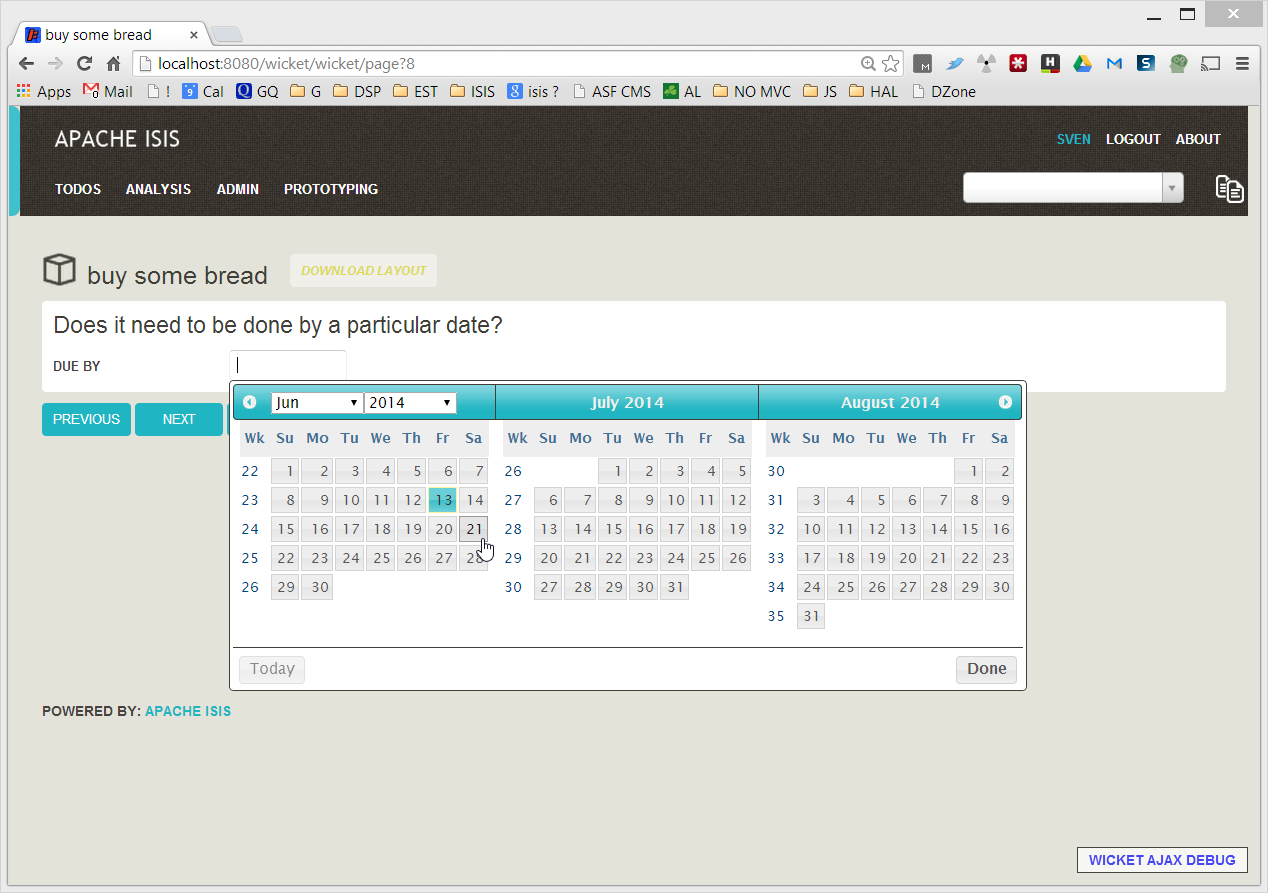 buy some bread
localhost:8080/wicket/wicket/page?8
Apps Mail ! Cal GQ G DSP EST ISIS isis ? ASF CMS AL NO MVC JS HAL DZone
APACHE ISIS
SVEN LOGOUT ABOUT
TODOS ANALYSIS ADMIN PROTOTYPING
buy some bread DOWNLOAD LAYOUT
Does it need to be done by a particular date?
DUE BY
PREVIOUS NEXT
Jun 2014 July 2014 August 2014
Wk Su Mo Tu We Th Fr Sa Wk Su Mo Tu We Th Fr Sa Wk Su Mo Tu We Th Fr Sa
22 1 2 3 4 5 6 7 26 1 2 3 4 5 30 1 2
23 8 9 10 11 12 13 14 27 6 7 8 9 10 11 12 31 3 4 5 6 7 8 9
24 15 16 17 18 19 20 21 28 13 14 15 16 17 18 19 32 10 11 12 13 14 15 16
25 22 23 24 25 26 27 28 29 20 21 22 23 24 25 26 33 17 18 19 20 21 22 23
26 29 30 30 27 28 29 30 31 34 24 25 26 27 28 29 30
35 31
Today Done
POWERED BY: APACHE ISIS
WICKET AJAX DEBUG